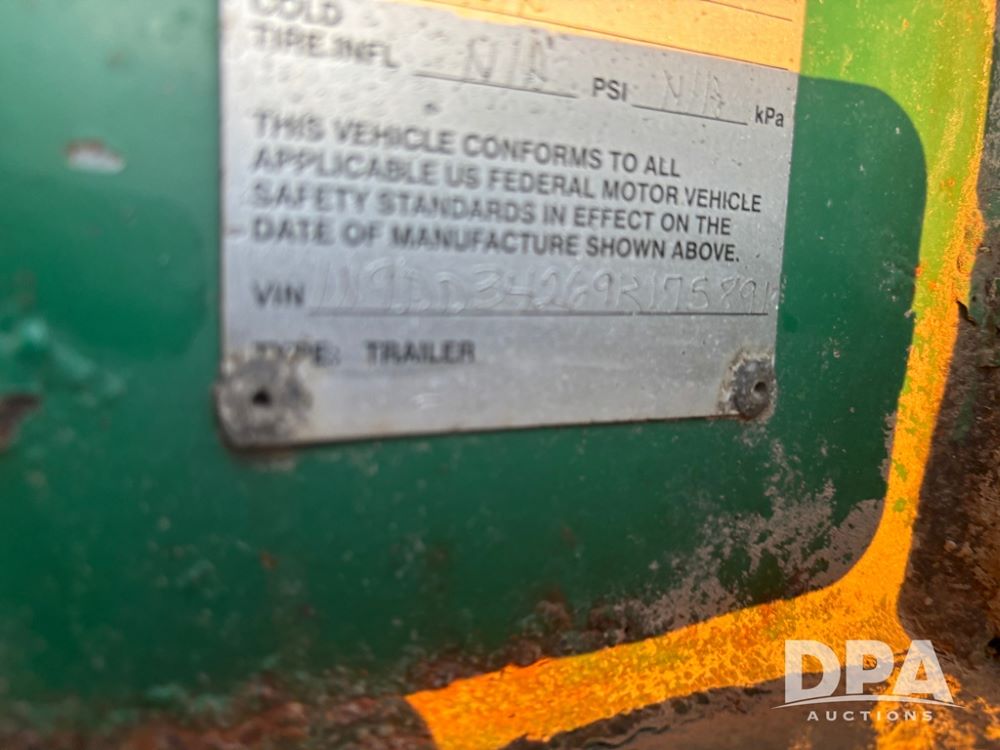 COLD
TIRE.INFL N/A PSI N/A kPa
THIS VEHICLE CONFORMS TO ALL
APPLICABLE US FEDERAL MOTOR VEHICLE
SAFETY STANDARDS IN EFFECT ON THE
DATE OF MANUFACTURE SHOWN ABOVE.
VIN
TYPE: TRAILER
DPA
AUCTIONS